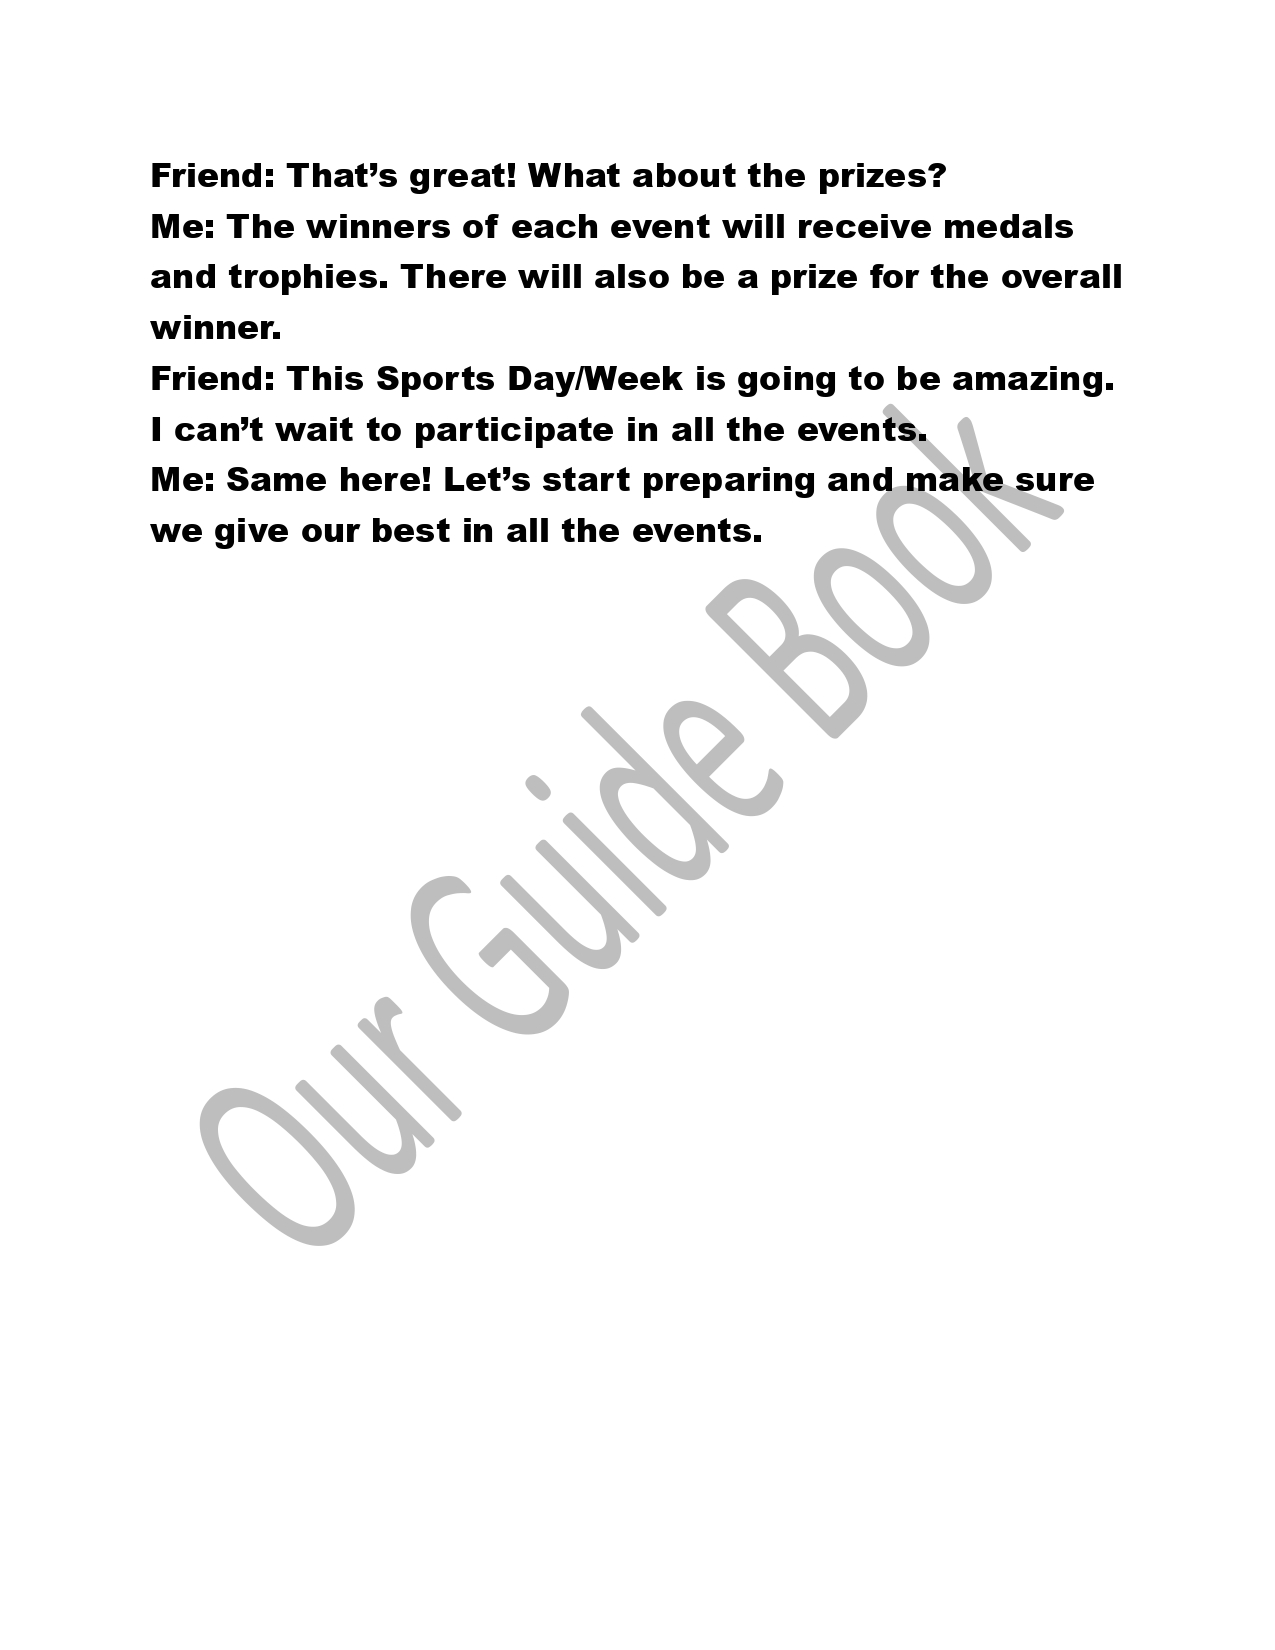 Friend: That’s great! What about the prizes?
Me: The winners of each event will receive medals
and trophies. There will also be a prize for the overall
winner.
Friend: This Sports Day/Week is going to be amazing.
I can’t wait to participate in all the events.
Me: Same here! Let’s start preparing and make sure
we give our best in all the events.
Our Guide Book